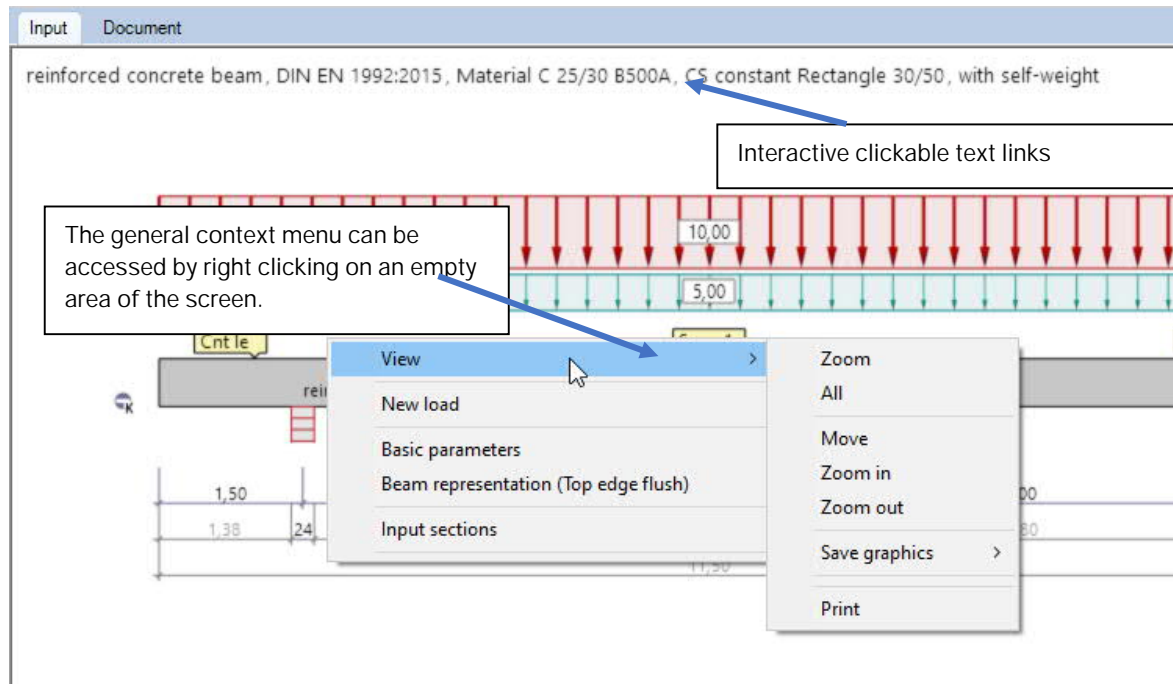 Input Document
reinforced concrete beam, DIN EN 1992:2015, Material C 25/30 B500A, CS constant Rectangle 30/50, with self-weight
Interactive clickable text links
The general context menu can be
accessed by right clicking on an empty
area of the screen.
10,00
5,00
Cnt le
View
New load
Basic parameters
Beam representation (Top edge flush)
Input sections
Zoom
All
Move
Zoom in
Zoom out
Save graphics
Print
K
1,50
1,38 24
11,50